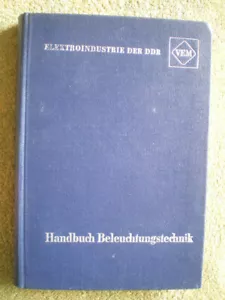 ELEKTROINDUSTRIE DER DDR
VEM
Handbuch Beleuchtungstechnik